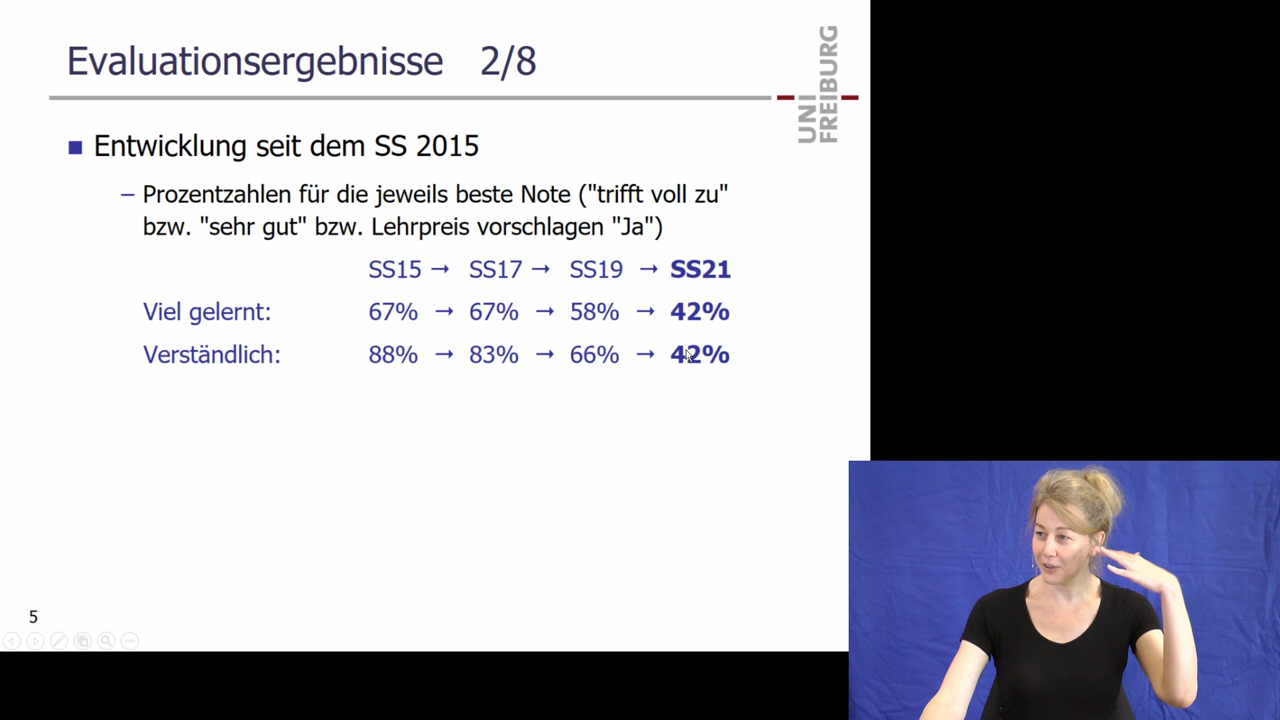 Evaluationsergebnisse 2/8
UNI
FREIBURG
Entwicklung seit dem SS 2015
– Prozentzahlen für die jeweils beste Note ("trifft voll zu"
bzw. "sehr gut" bzw. Lehrpreis vorschlagen "Ja")
SS15 → SS17 → SS19 → SS21
Viel gelernt: 67% → 67% → 58% → 42%
Verständlich: 88% → 83% → 66% → 42%
5